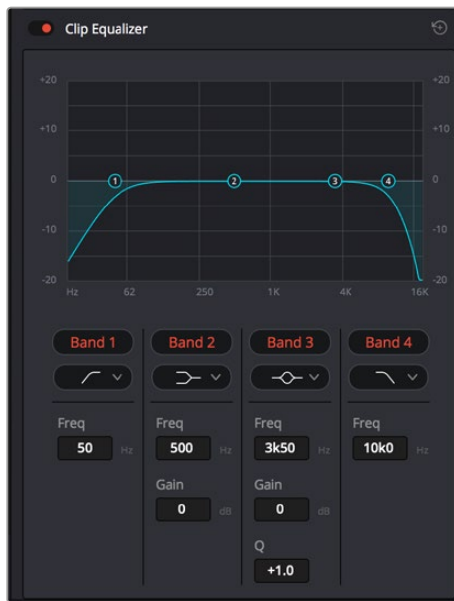 Clip Equalizer
+20 +20
+10 +10
0 1 2 3 4 0
-10 -10
-20 -20
Hz 62 250 1K 4K 16K
Band 1 Band 2 Band 3 Band 4
Freq Freq Freq Freq
50 Hz 500 Hz 3k50 Hz 10k0 Hz
Gain Gain
0 dB 0 dB
Q
+1.0